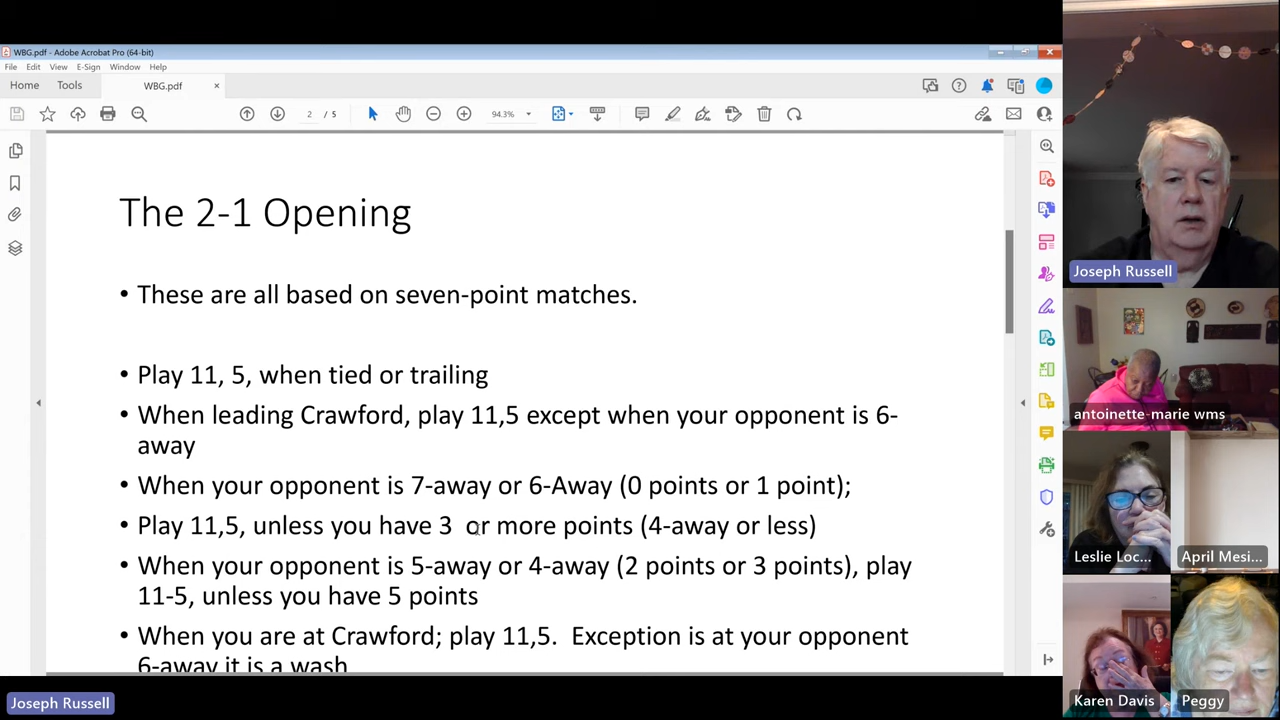 WBG.pdf - Adobe Acrobat Pro (64-bit)
File Edit View E-Sign Window Help
Home Tools WBG.pdf ×
2 / 5 94.3%
The 2-1 Opening
• These are all based on seven-point matches.
• Play 11, 5, when tied or trailing
• When leading Crawford, play 11,5 except when your opponent is 6-
away
• When your opponent is 7-away or 6-Away (0 points or 1 point);
• Play 11,5, unless you have 3 or more points (4-away or less)
• When your opponent is 5-away or 4-away (2 points or 3 points), play
11-5, unless you have 5 points
• When you are at Crawford; play 11,5. Exception is at your opponent
6-away it is a wash
Joseph Russell
Joseph Russell
antoinette-marie wms
Leslie Loc...
April Mesi...
Karen Davis
Peggy